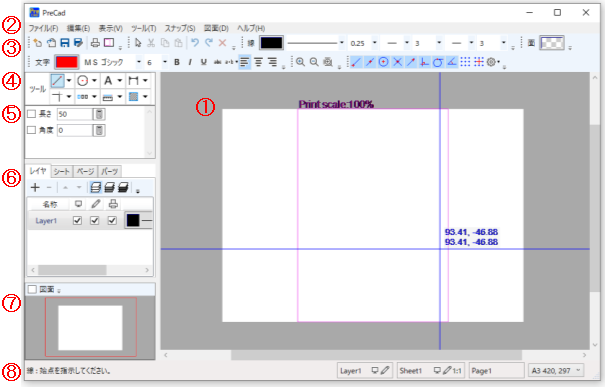 PreCad
② ファイル(F) 編集(E) 表示(V) ツール(T) スナップ(S) 図面(D) ヘルプ(H)
③ 線 0.25 3 3 面
文字 MS ゴシック 6 B I U abc a·b
④ ツール A
⑤ 長さ 50
角度 0
① Print scale:100%
⑥ レイヤ シート ページ パーツ
名称
Layer1
93.41, -46.88
93.41, -46.88
⑦ 図面
⑧ 線 : 始点を指示してください。 Layer1 Sheet1 1:1 Page1 A3 420, 297